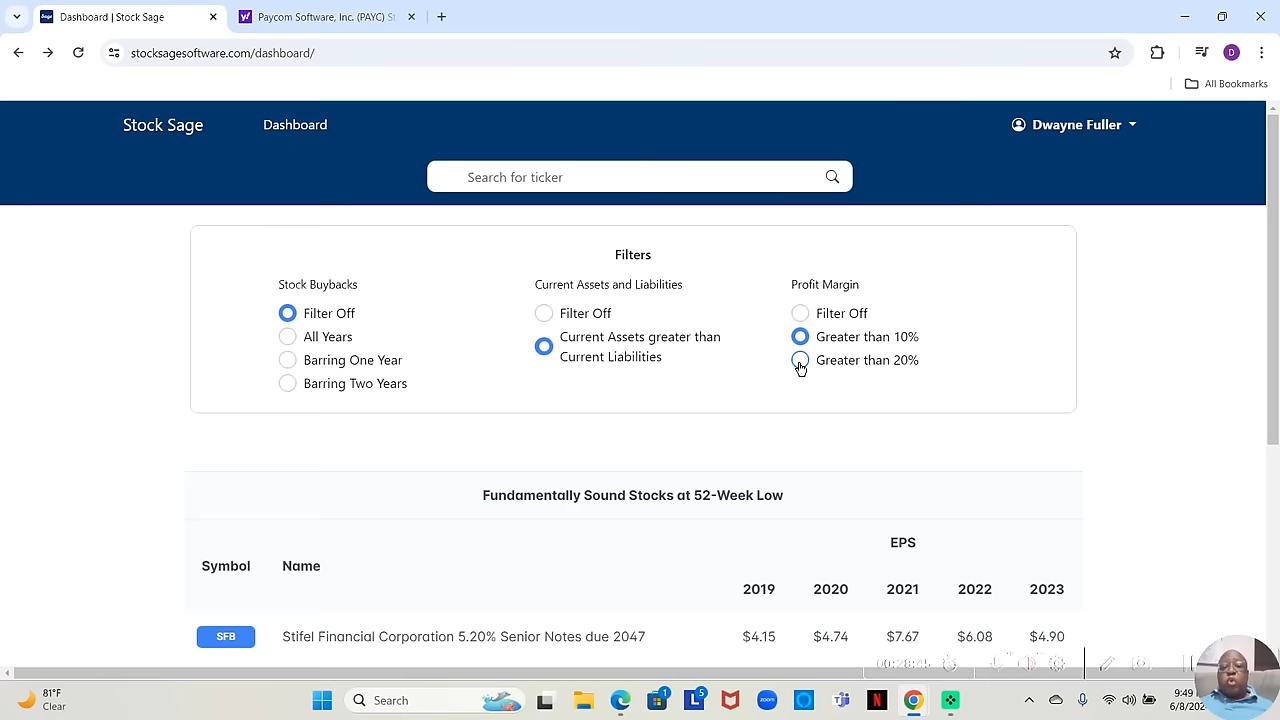 Dashboard | Stock Sage
Paycom Software, Inc. (PAYC) S
stocksagesoftware.com/dashboard/
D
All Bookmarks
Stock Sage
Dashboard
Dwayne Fuller
Search for ticker
Filters
Stock Buybacks
Current Assets and Liabilities
Profit Margin
Filter Off
Filter Off
Filter Off
All Years
Current Assets greater than
Current Liabilities
Greater than 10%
Barring One Year
Greater than 20%
Barring Two Years
Fundamentally Sound Stocks at 52-Week Low
EPS
Symbol
Name
2019
2020
2021
2022
2023
SFB
Stifel Financial Corporation 5.20% Senior Notes due 2047
$4.15
$4.74
$7.67
$6.08
$4.90
81°F
Clear
Search
1
5
zoom
9:49